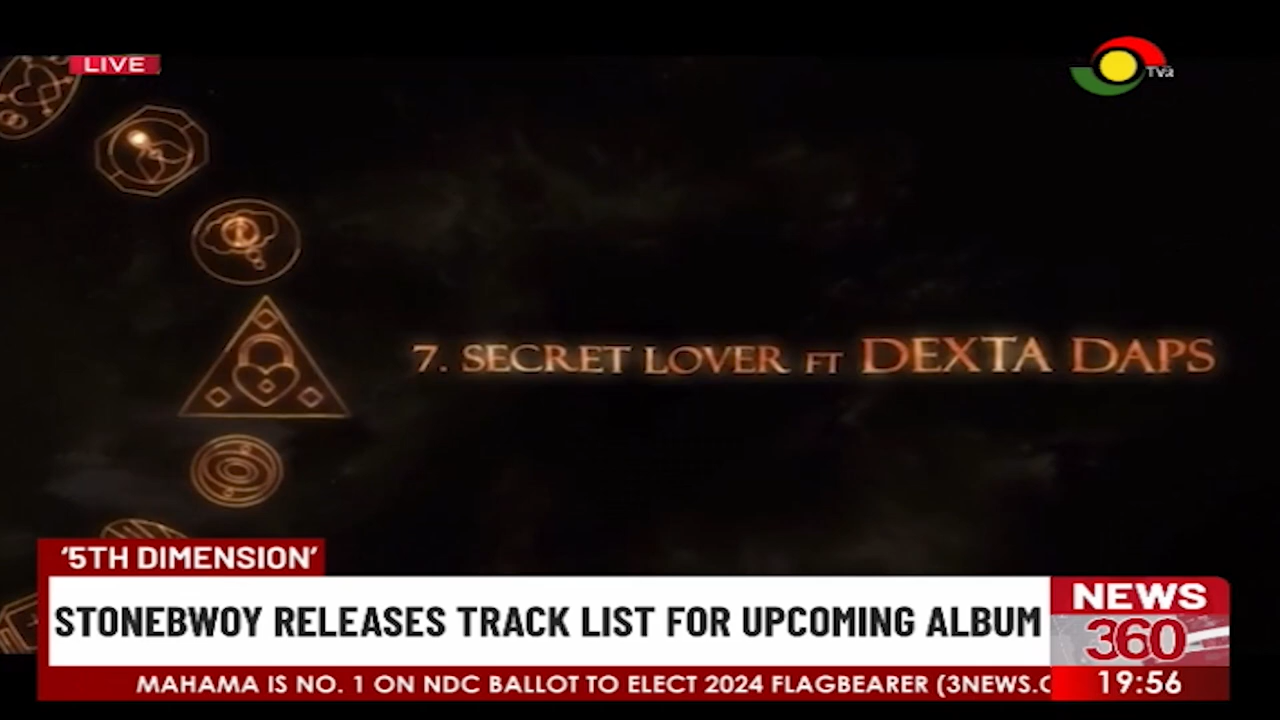 LIVE
TV3
7. SECRET LOVER FT DEXTA DAPS
'5TH DIMENSION'
STONEBWOY RELEASES TRACK LIST FOR UPCOMING ALBUM
NEWS
360
MAHAMA IS NO. 1 ON NDC BALLOT TO ELECT 2024 FLAGBEARER (3NEWS.C
19:56